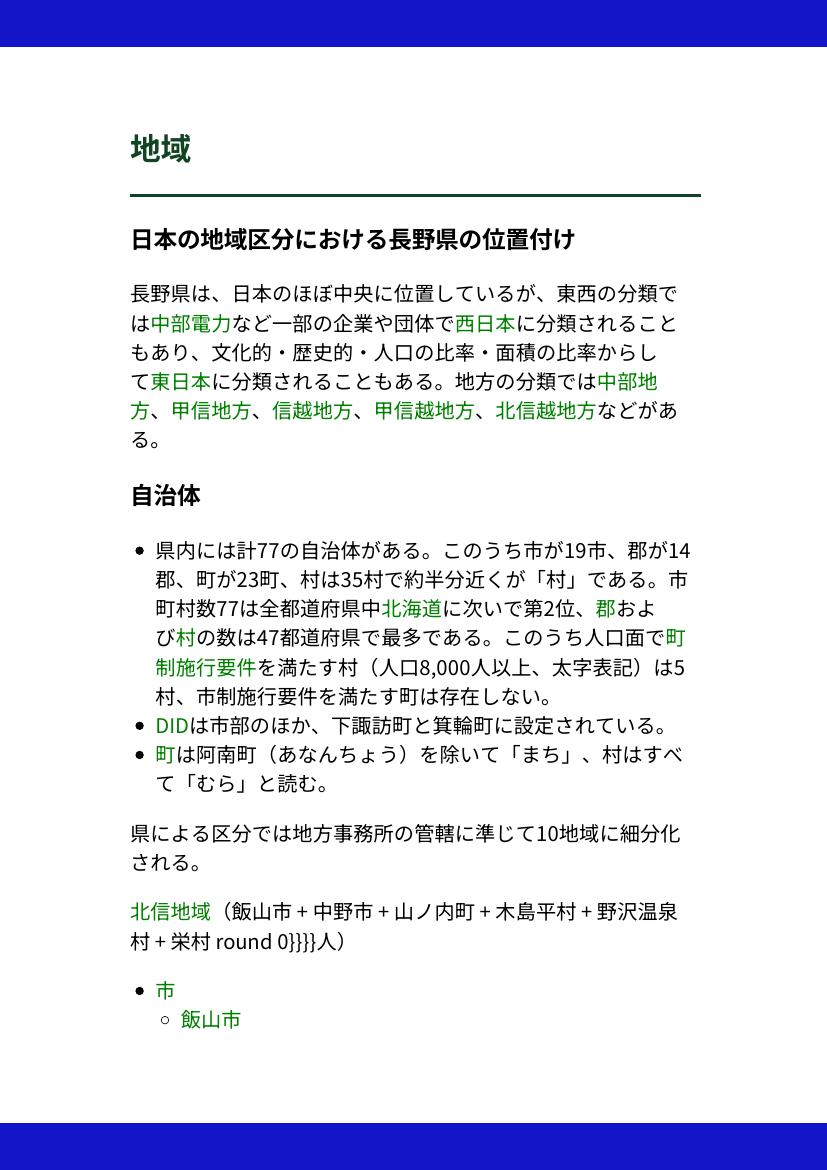 地域
日本の地域区分における長野県の位置付け
長野県は、日本のほぼ中央に位置しているが、東西の分類で
は中部電力など一部の企業や団体で西日本に分類されること
もあり、文化的・歴史的・人口の比率・面積の比率からし
て東日本に分類されることもある。地方の分類では中部地
方、甲信地方、信越地方、甲信越地方、北信越地方などがあ
る。
自治体
県内には計77の自治体がある。このうち市が19市、郡が14
郡、町が23町、村は35村で約半分近くが「村」である。市
町村数77は全都道府県中北海道に次いで第2位、郡およ
び村の数は47都道府県で最多である。このうち人口面で町
制施行要件を満たす村（人口8,000人以上、太字表記）は5
村、市制施行要件を満たす町は存在しない。
DIDは市部のほか、下諏訪町と箕輪町に設定されている。
町は阿南町（あなんちょう）を除いて「まち」、村はすべ
て「むら」と読む。
県による区分では地方事務所の管轄に準じて10地域に細分化
される。
北信地域（飯山市 + 中野市 + 山ノ内町 + 木島平村 + 野沢温泉
村 + 栄村 round 0}}}}人）
市
飯山市